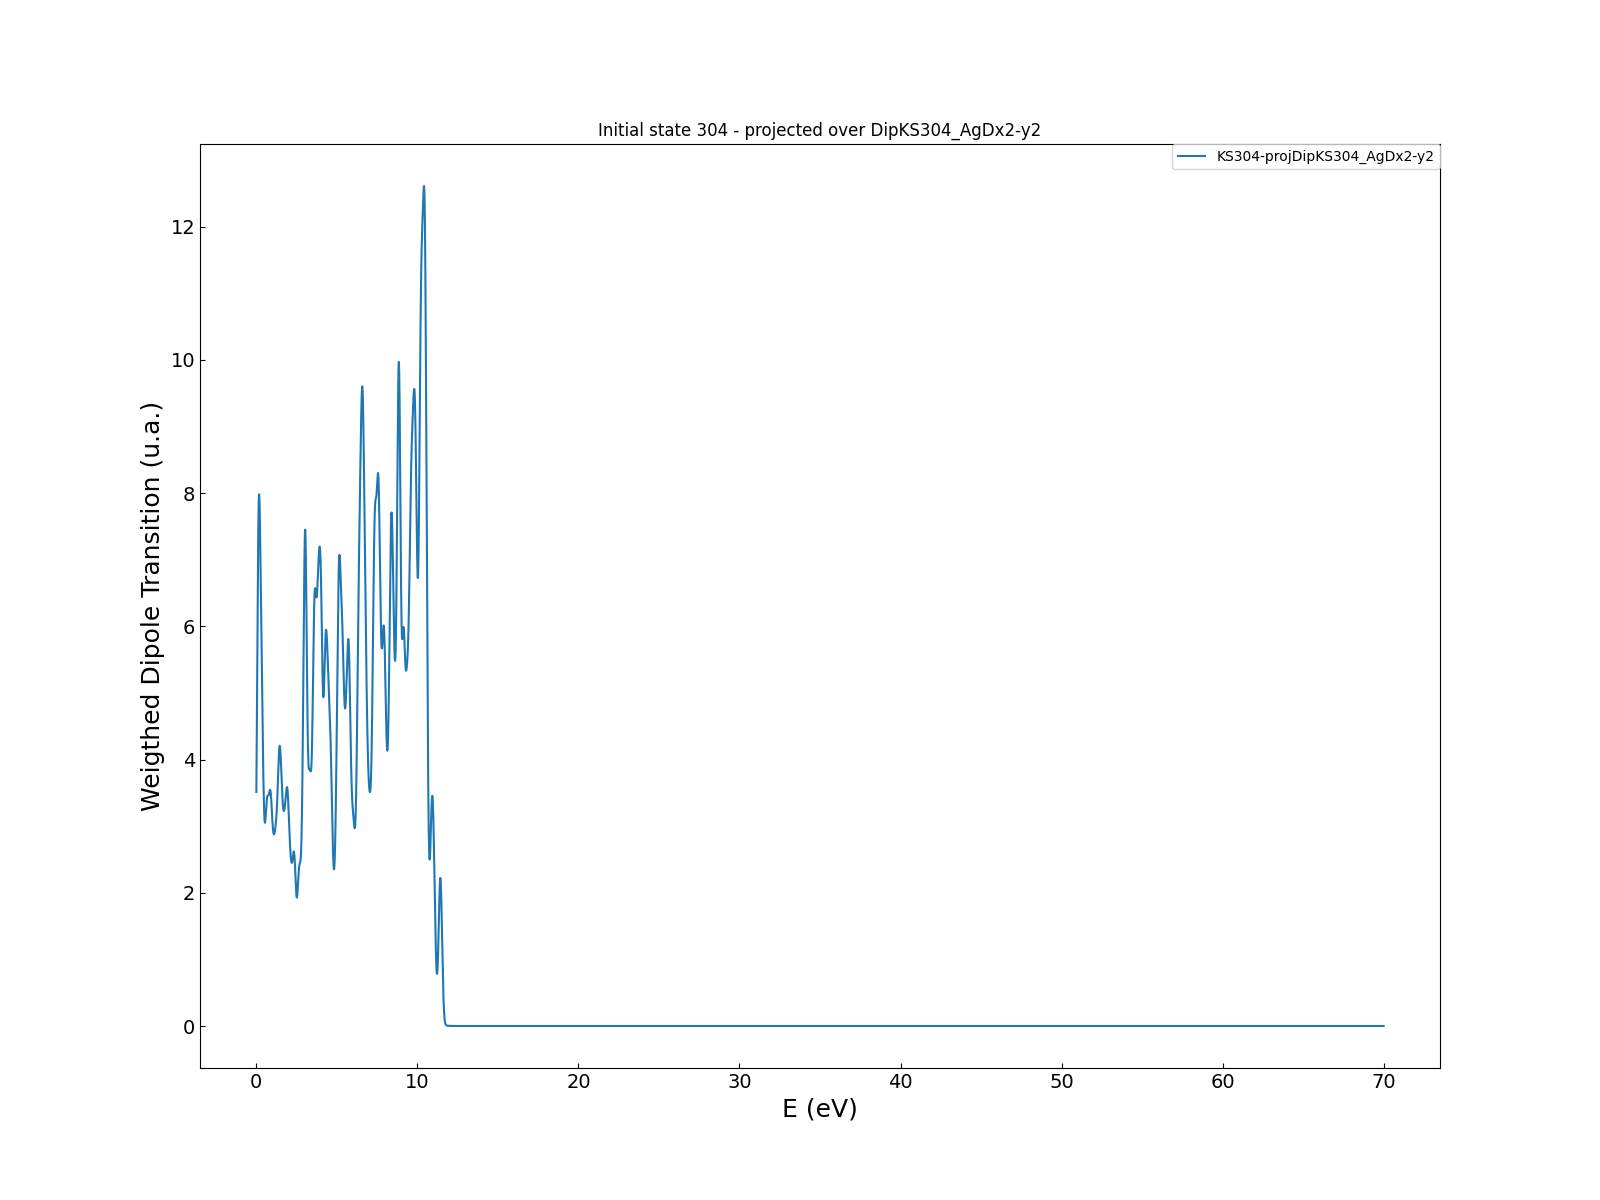 Initial state 304 - projected over DipKS304_AgDx2-y2
KS304-projDipKS304_AgDx2-y2
12
10
8
6
4
2
0
Weigthed Dipole Transition (u.a.)
0 10 20 30 40 50 60 70
E (eV)